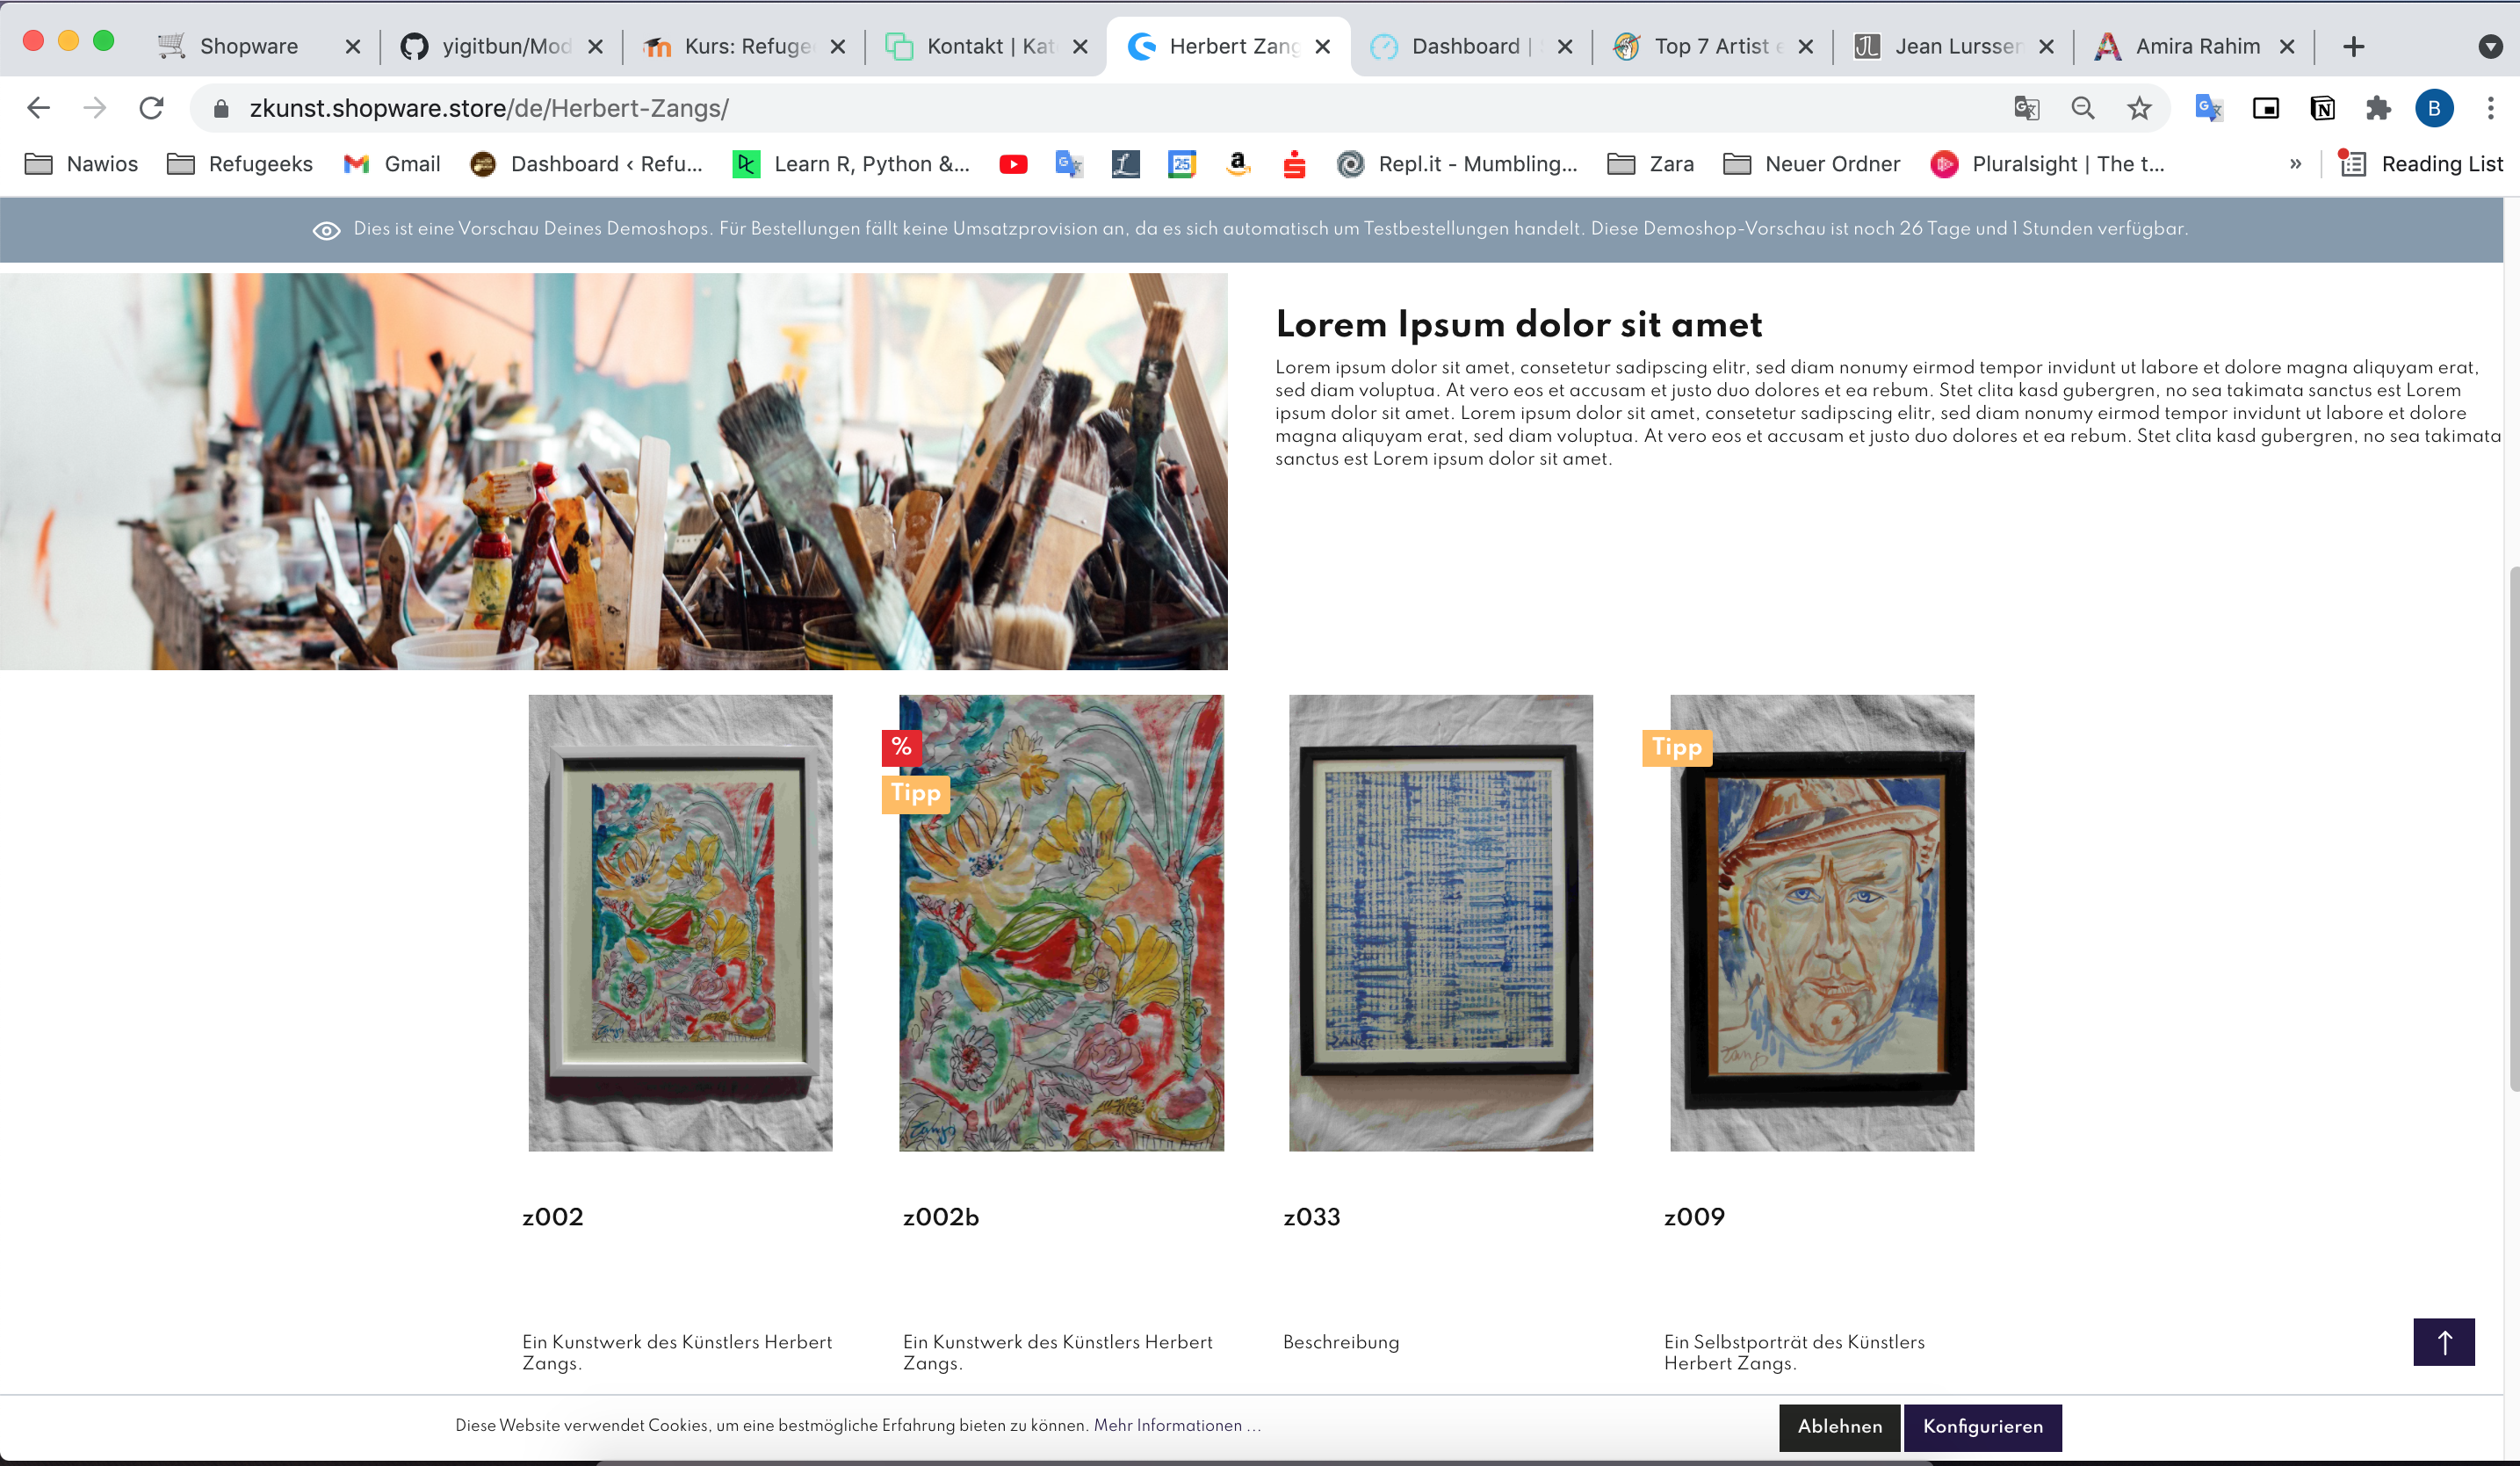 Shopware
yigitbun/Mod
Kurs: Refuge
Kontakt | Kat
Herbert Zang
Dashboard |
Top 7 Artist e
Jean Lurssen
Amira Rahim
zkunst.shopware.store/de/Herbert-Zangs/
B
Nawios
Refugeeks
Gmail
Dashboard ‹ Refu...
Learn R, Python &...
25
Repl.it - Mumbling...
Zara
Neuer Ordner
Pluralsight | The t...
»
Reading List
Dies ist eine Vorschau Deines Demoshops. Für Bestellungen fällt keine Umsatzprovision an, da es sich automatisch um Testbestellungen handelt. Diese Demoshop-Vorschau ist noch 26 Tage und 1 Stunden verfügbar.
Lorem Ipsum dolor sit amet
Lorem ipsum dolor sit amet, consetetur sadipscing elitr, sed diam nonumy eirmod tempor invidunt ut labore et dolore magna aliquyam erat,
sed diam voluptua. At vero eos et accusam et justo duo dolores et ea rebum. Stet clita kasd gubergren, no sea takimata sanctus est Lorem
ipsum dolor sit amet. Lorem ipsum dolor sit amet, consetetur sadipscing elitr, sed diam nonumy eirmod tempor invidunt ut labore et dolore
magna aliquyam erat, sed diam voluptua. At vero eos et accusam et justo duo dolores et ea rebum. Stet clita kasd gubergren, no sea takimata
sanctus est Lorem ipsum dolor sit amet.
%
Tipp
Tipp
Zangs
Zangs
ZANGS
Zangs
z002
z002b
z033
z009
Ein Kunstwerk des Künstlers Herbert
Zangs.
Ein Kunstwerk des Künstlers Herbert
Zangs.
Beschreibung
Ein Selbstporträt des Künstlers
Herbert Zangs.
Diese Website verwendet Cookies, um eine bestmögliche Erfahrung bieten zu können. Mehr Informationen ...
Ablehnen
Konfigurieren